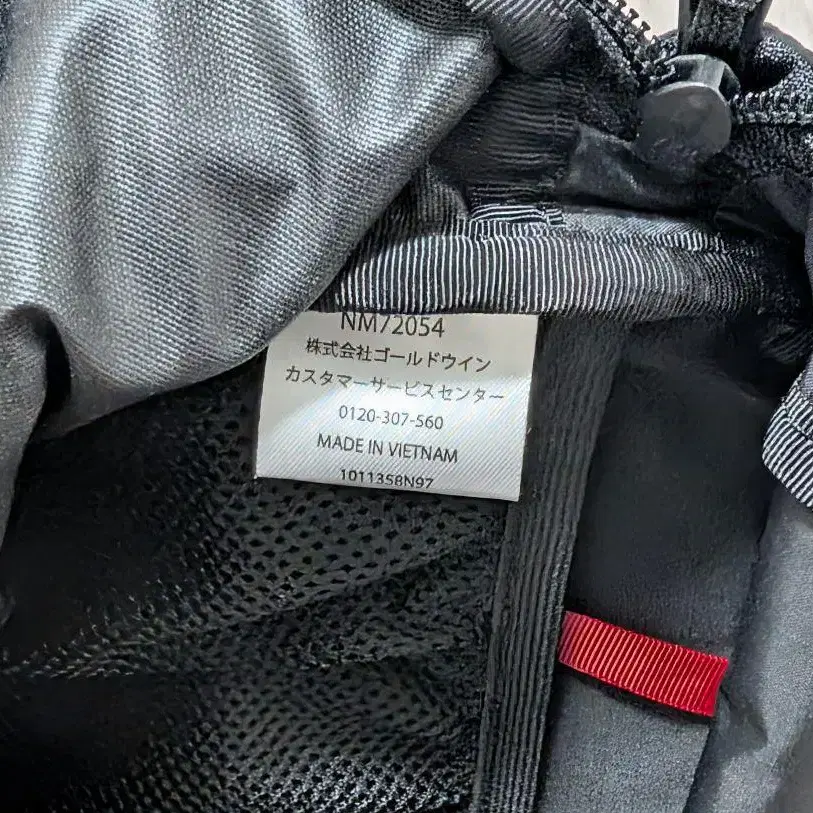 NM72054
株式会社ゴールドウイン
カスタマーサービスセンター
0120-307-560
MADE IN VIETNAM
1011358N97